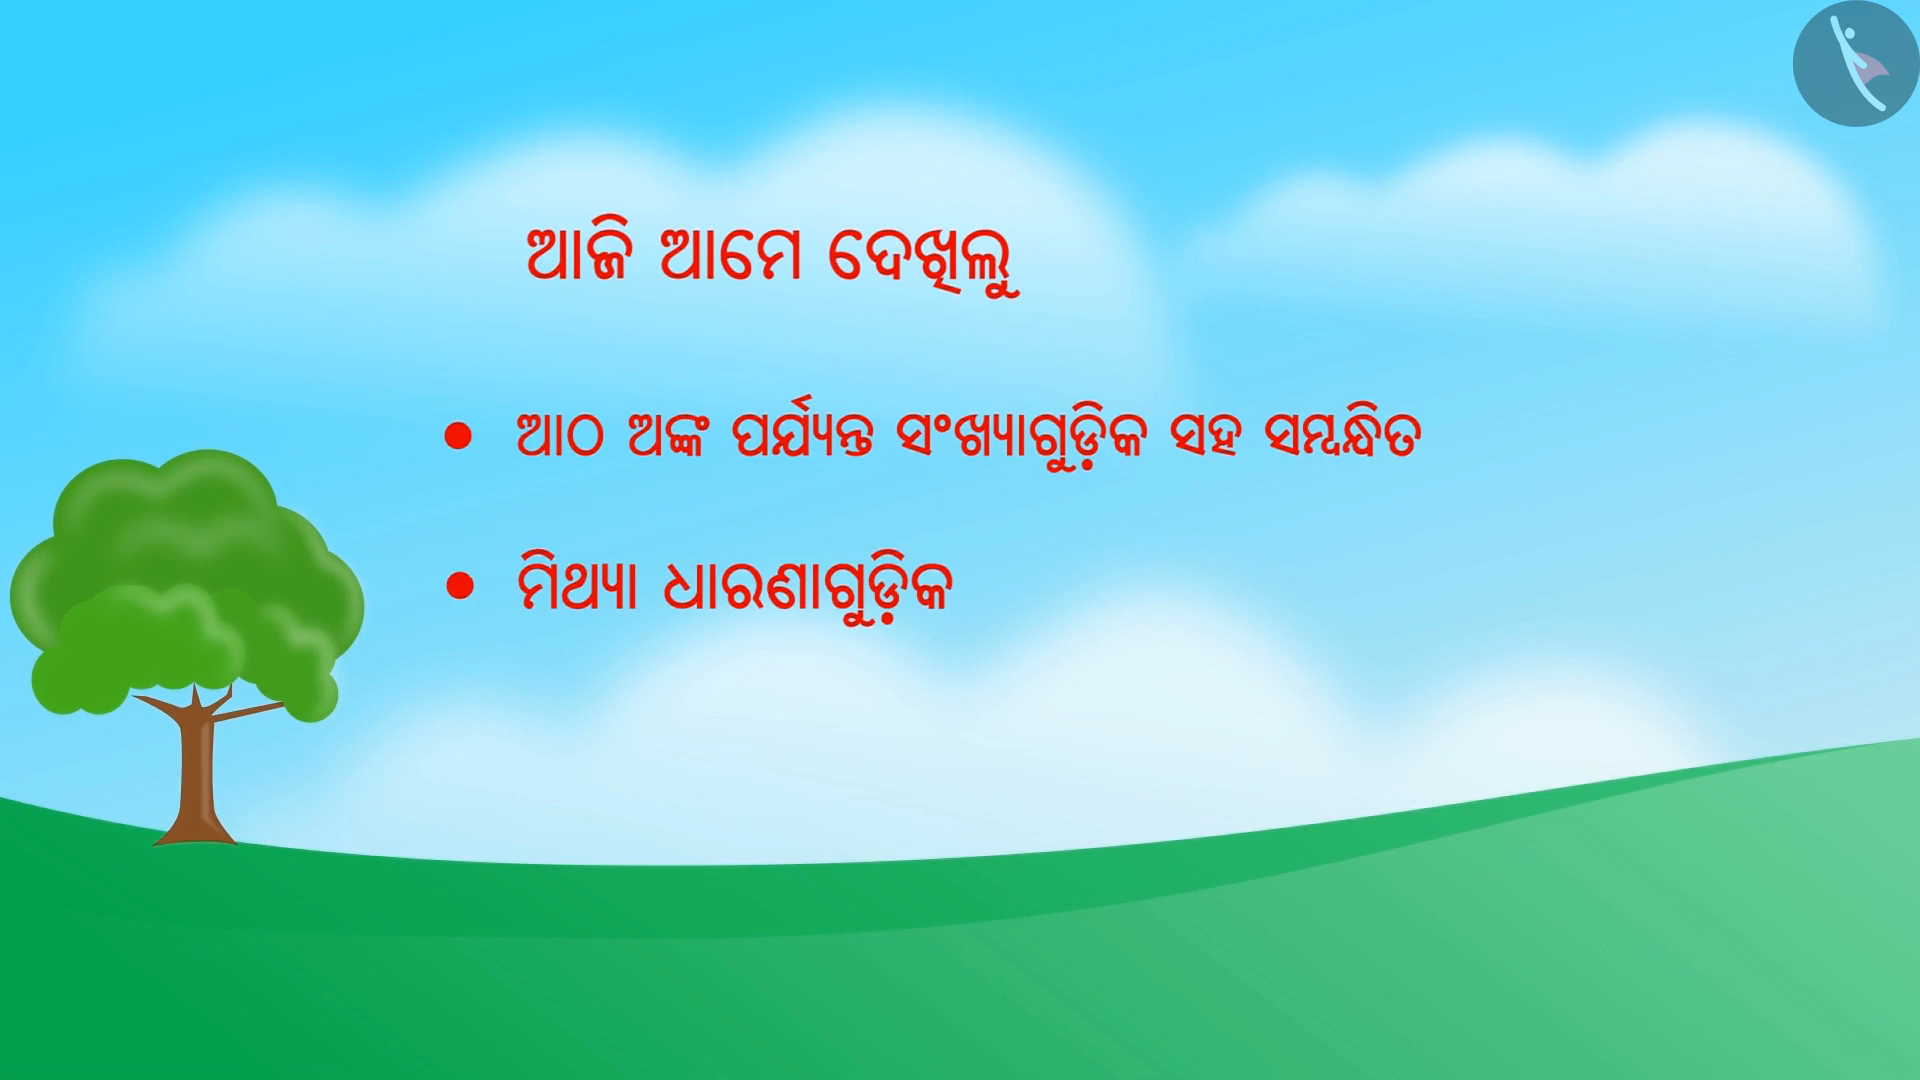 ଆଜି ଆମେ ଦେଖିଲୁ
• ଆଠ ଅଙ୍କ ପର୍ଯ୍ୟନ୍ତ ସଂଖ୍ୟାଗୁଡ଼ିକ ସହ ସମ୍ବନ୍ଧିତ
• ମିଥ୍ୟା ଧାରଣାଗୁଡ଼ିକ